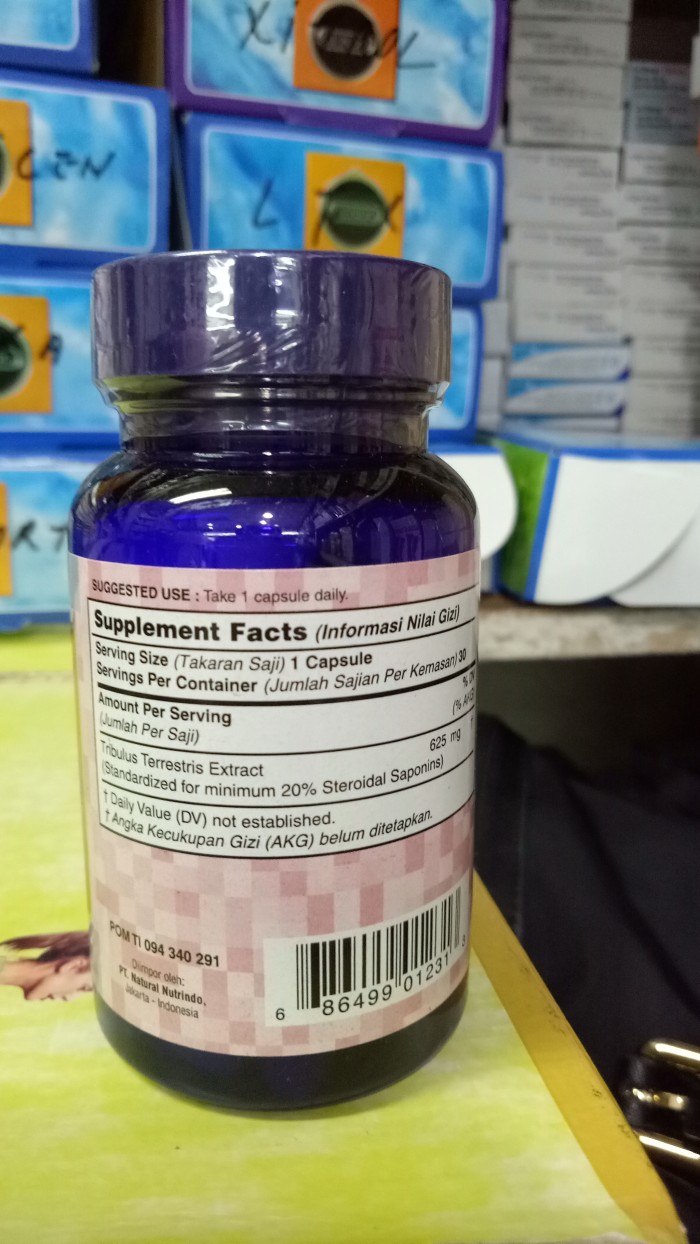 SUGGESTED USE : Take 1 capsule daily.
Supplement Facts (Informasi Nilai Gizi)
Serving Size (Takaran Saji) 1 Capsule
Servings Per Container (Jumlah Sajian Per Kemasan) 30
Amount Per Serving
(Jumlah Per Saji)
(% AKG)
Tribulus Terrestris Extract 625 mg
(Standardized for minimum 20% Steroidal Saponins)
† Daily Value (DV) not established.
† Angka Kecukupan Gizi (AKG) belum ditetapkan.
POM TI 094 340 291
Diimpor oleh:
PT. Natural Nutrindo,
Jakarta - Indonesia
6 86499 01231 3